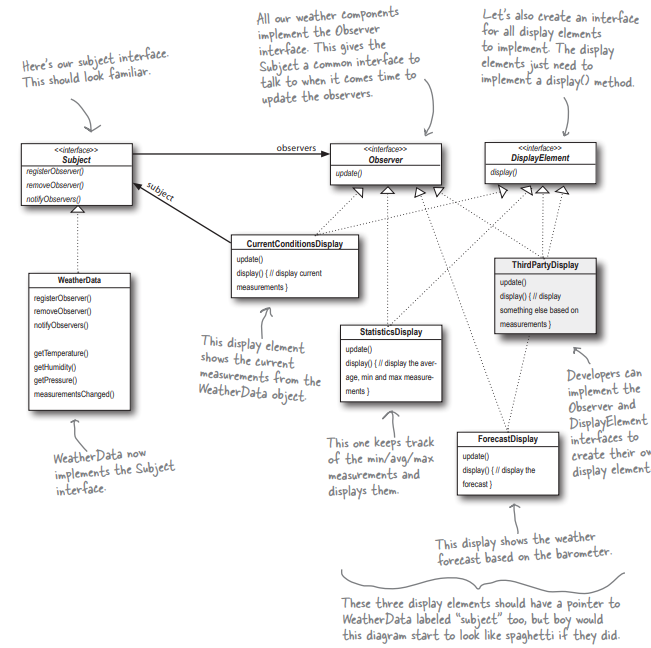 Here's our subject interface.
This should look familiar.
All our weather components
implement the Observer
interface. This gives the
Subject a common interface to
talk to when it comes time to
update the observers.
Let's also create an interface
for all display elements
to implement. The display
elements just need to
implement a display() method.
<<interface>>
Subject
registerObserver()
removeObserver()
notifyObservers()
observers
<<interface>>
Observer
update()
<<interface>>
DisplayElement
display()
subject
WeatherData
registerObserver()
removeObserver()
notifyObservers()
getTemperature()
getHumidity()
getPressure()
measurementsChanged()
CurrentConditionsDisplay
update()
display() { // display current
measurements }
ThirdPartyDisplay
update()
display() { // display
something else based on
measurements }
StatisticsDisplay
update()
display() { // display the aver-
age, min and max measure-
ments }
ForecastDisplay
update()
display() { // display the
forecast }
This display element
shows the current
measurements from the
WeatherData object.
Developers can
implement the
Observer and
DisplayElement
interfaces to
create their ow
display element
WeatherData now
implements the Subject
interface.
This one keeps track
of the min/avg/max
measurements and
displays them.
This display shows the weather
forecast based on the barometer.
These three display elements should have a pointer to
WeatherData labeled “subject” too, but boy would
this diagram start to look like spaghetti if they did.